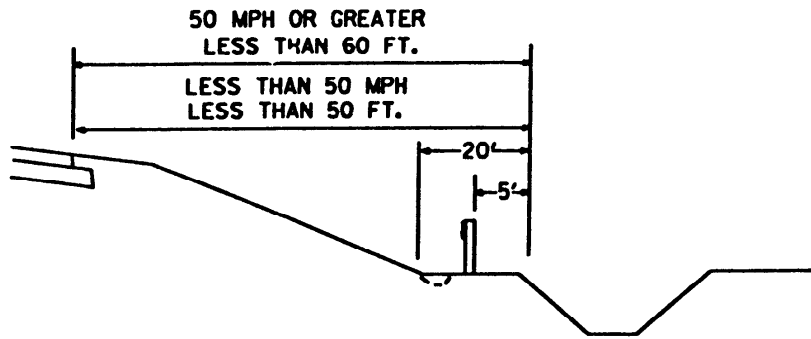 50 MPH OR GREATER
LESS THAN 60 FT.
LESS THAN 50 MPH
LESS THAN 50 FT.
20'
5'